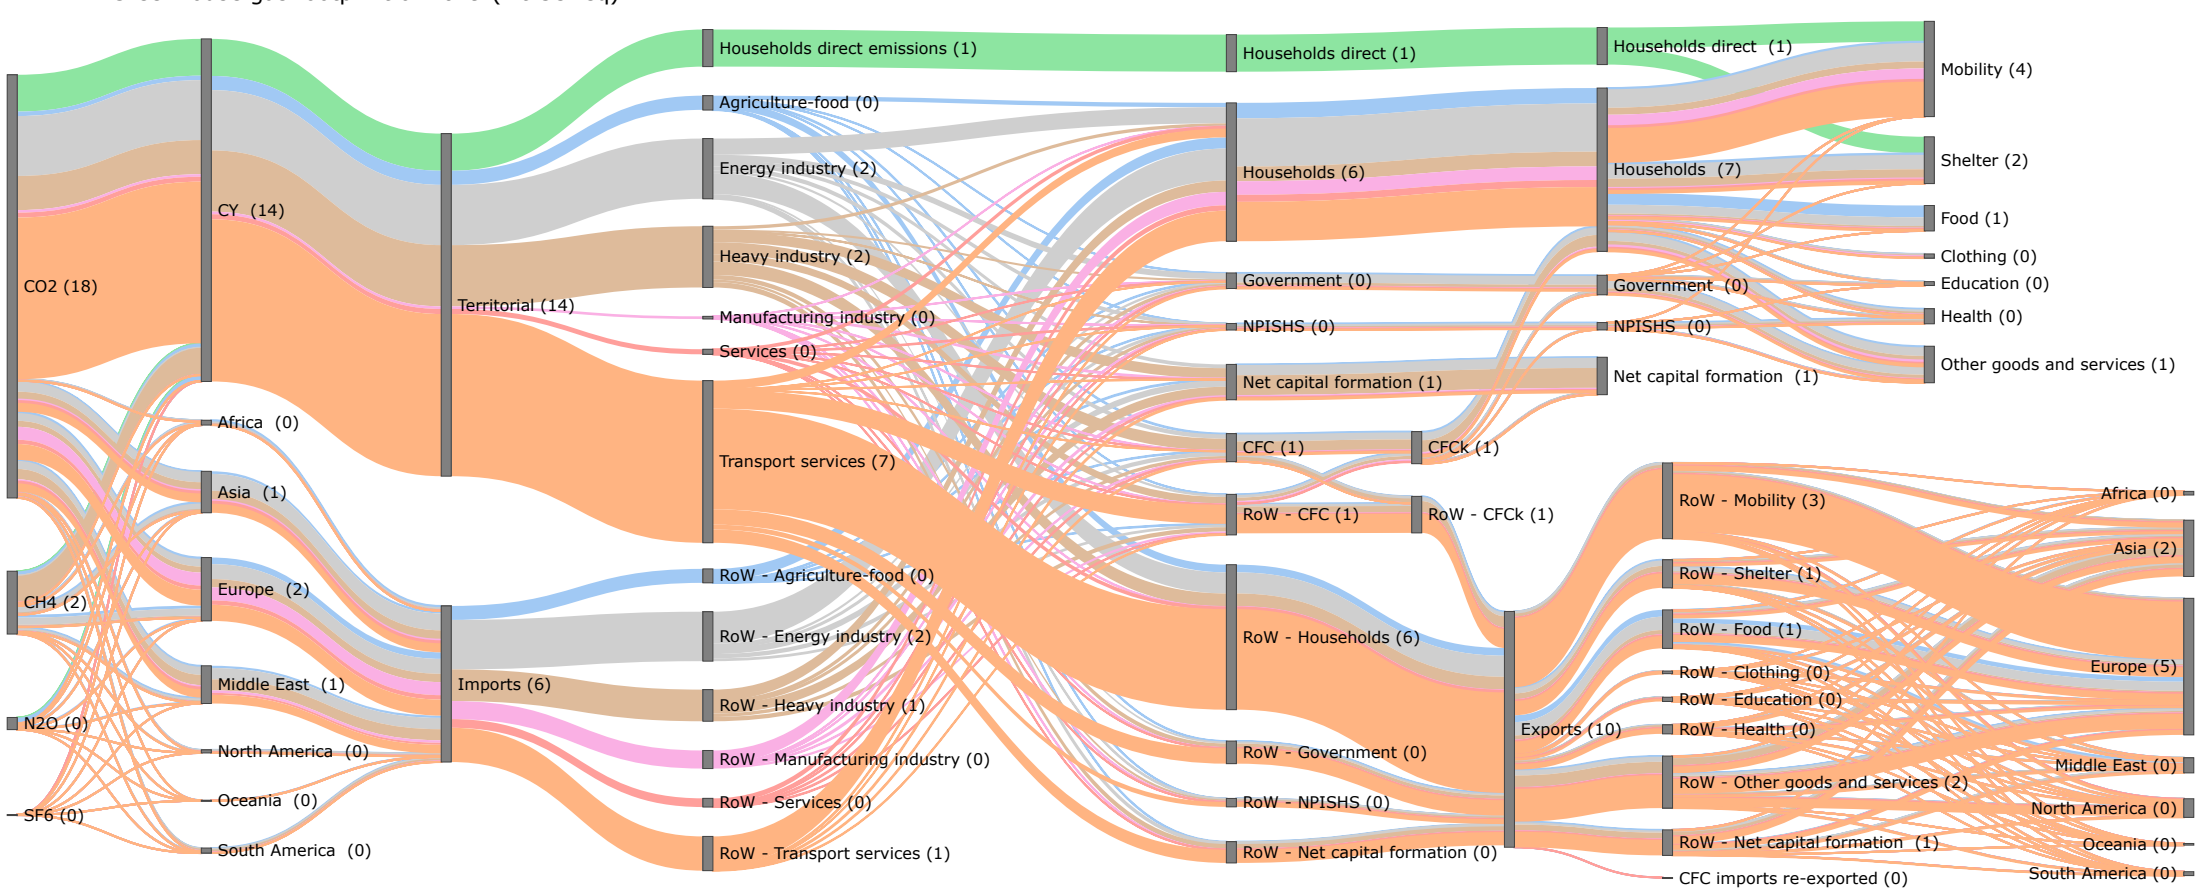 CO2 (18)
CH4 (2)
N2O (0)
SF6 (0)
CY (14)
Africa (0)
Asia (1)
Europe (2)
Middle East (1)
North America (0)
Oceania (0)
South America (0)
Territorial (14)
Imports (6)
Households direct emissions (1)
Agriculture-food (0)
Energy industry (2)
Heavy industry (2)
Manufacturing industry (0)
Services (0)
Transport services (7)
RoW - Agriculture-food (0)
RoW - Energy industry (2)
RoW - Heavy industry (1)
RoW - Manufacturing industry (0)
RoW - Services (0)
RoW - Transport services (1)
Households direct (1)
Households (6)
Government (0)
NPISHS (0)
Net capital formation (1)
CFC (1)
RoW - CFC (1)
RoW - Households (6)
RoW - Government (0)
RoW - NPISHS (0)
RoW - Net capital formation (0)
CFCk (1)
RoW - CFCk (1)
Exports (10)
Households direct (1)
Households (7)
Government (0)
NPISHS (0)
Net capital formation (1)
RoW - Mobility (3)
RoW - Shelter (1)
RoW - Food (1)
RoW - Clothing (0)
RoW - Education (0)
RoW - Health (0)
RoW - Other goods and services (2)
RoW - Net capital formation (1)
CFC imports re-exported (0)
Mobility (4)
Shelter (2)
Food (1)
Clothing (0)
Education (0)
Health (0)
Other goods and services (1)
Africa (0)
Asia (2)
Europe (5)
Middle East (0)
North America (0)
Oceania (0)
South America (0)